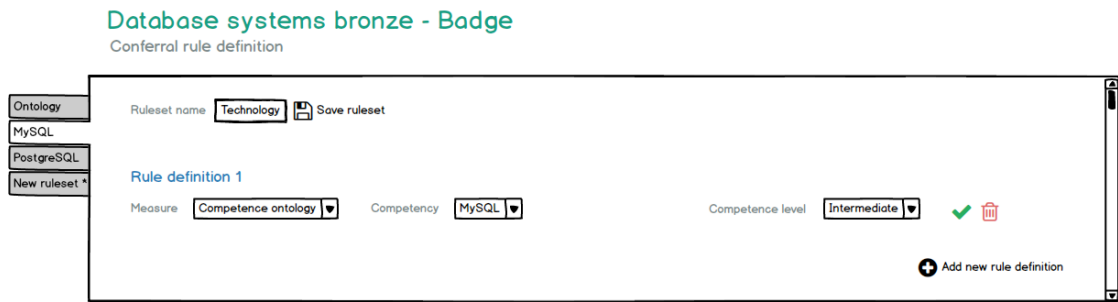 Database systems bronze - Badge
Conferral rule definition
Ontology
MySQL
PostgreSQL
New ruleset *
Ruleset name Technology Save ruleset
Rule definition 1
Measure Competence ontology Competency MySQL Competence level Intermediate
Add new rule definition